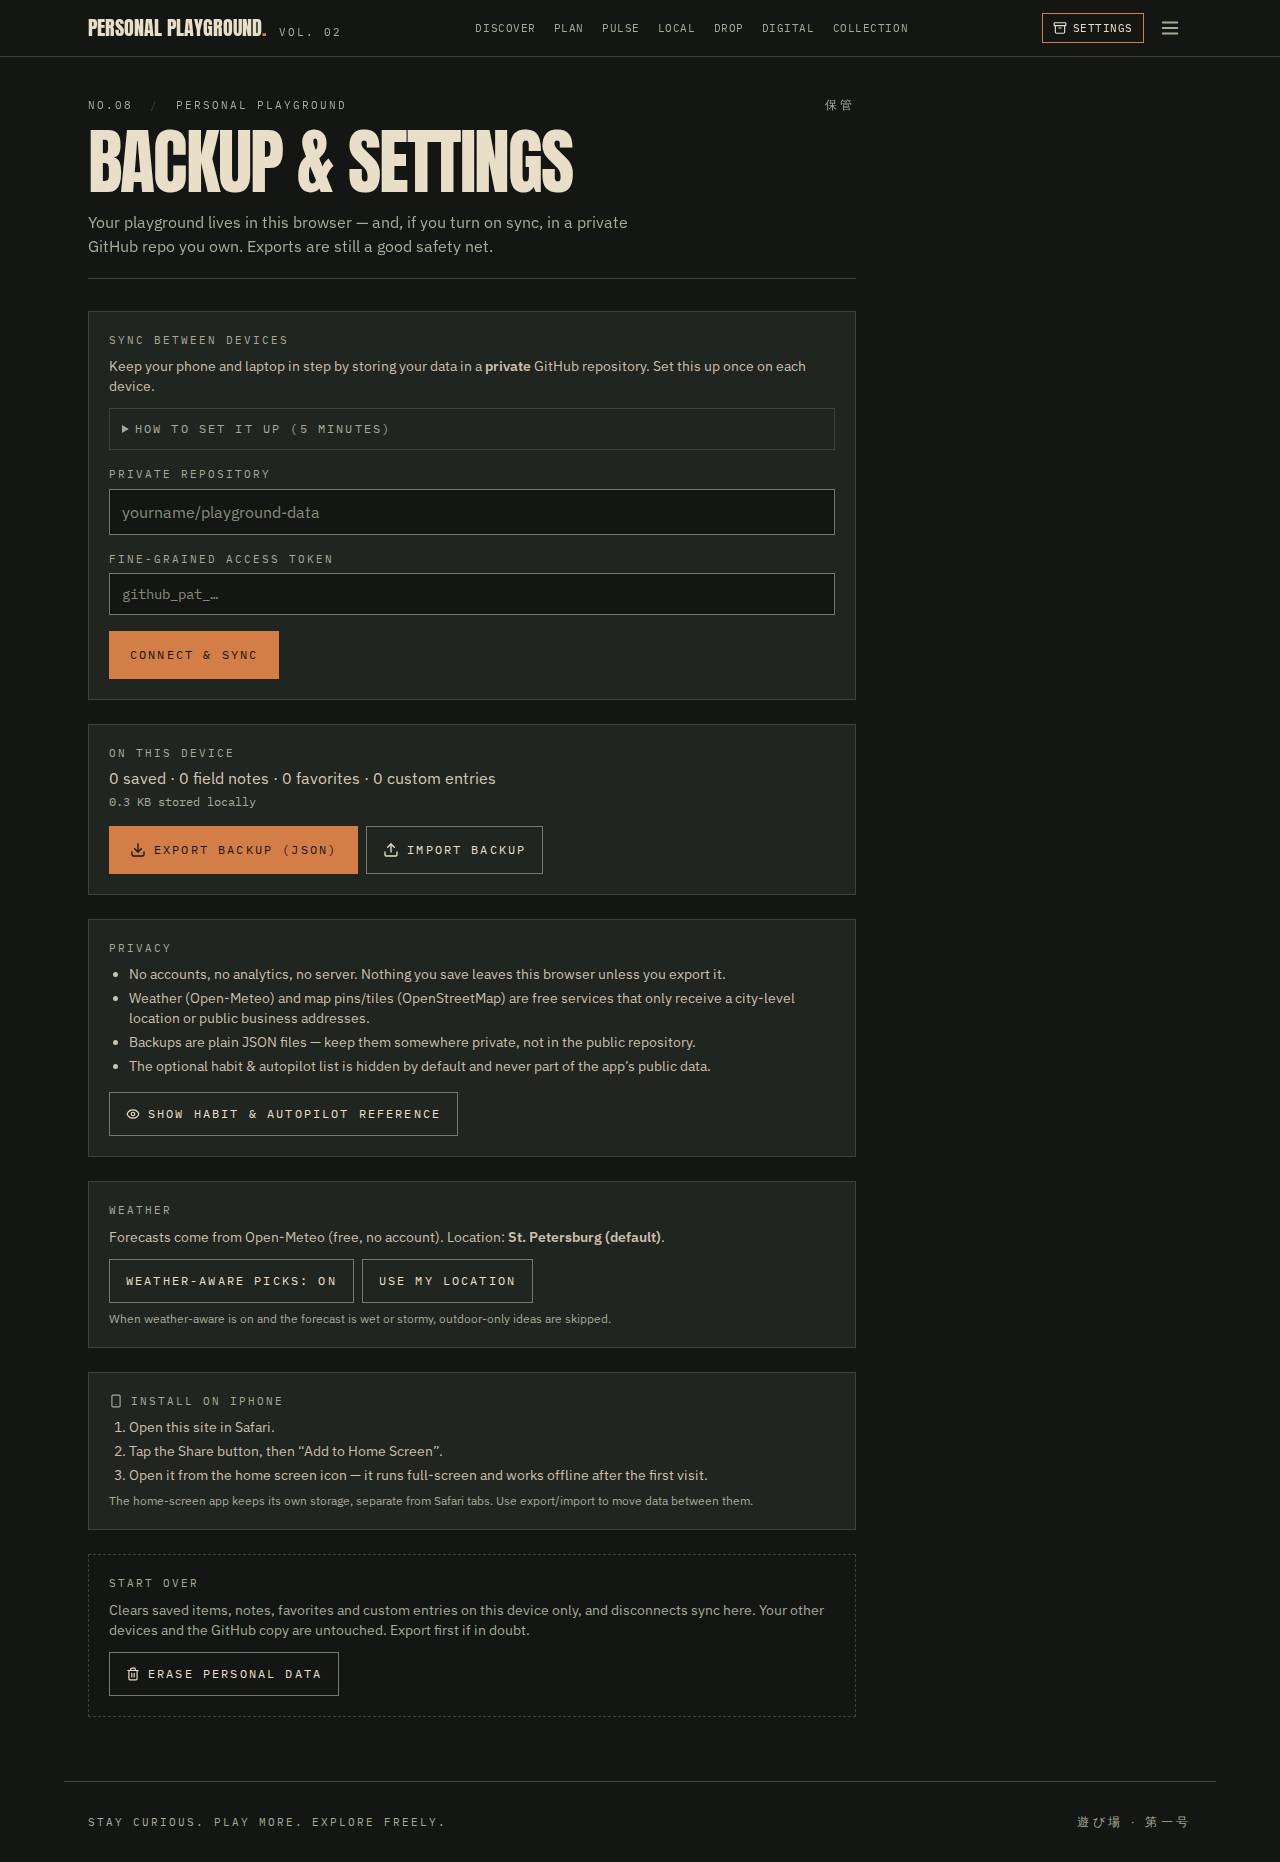 PERSONAL PLAYGROUND. VOL. 02
DISCOVER PLAN PULSE LOCAL DROP DIGITAL COLLECTION
SETTINGS
NO.08 / PERSONAL PLAYGROUND
保管
BACKUP & SETTINGS
Your playground lives in this browser — and, if you turn on sync, in a private
GitHub repo you own. Exports are still a good safety net.
SYNC BETWEEN DEVICES
Keep your phone and laptop in step by storing your data in a private GitHub repository. Set this up once on each
device.
HOW TO SET IT UP (5 MINUTES)
PRIVATE REPOSITORY
yourname/playground-data
FINE-GRAINED ACCESS TOKEN
github_pat_…
CONNECT & SYNC
ON THIS DEVICE
0 saved · 0 field notes · 0 favorites · 0 custom entries
0.3 KB stored locally
EXPORT BACKUP (JSON)
IMPORT BACKUP
PRIVACY
• No accounts, no analytics, no server. Nothing you save leaves this browser unless you export it.
• Weather (Open-Meteo) and map pins/tiles (OpenStreetMap) are free services that only receive a city-level
location or public business addresses.
• Backups are plain JSON files — keep them somewhere private, not in the public repository.
• The optional habit & autopilot list is hidden by default and never part of the app’s public data.
SHOW HABIT & AUTOPILOT REFERENCE
WEATHER
Forecasts come from Open-Meteo (free, no account). Location: St. Petersburg (default).
WEATHER-AWARE PICKS: ON
USE MY LOCATION
When weather-aware is on and the forecast is wet or stormy, outdoor-only ideas are skipped.
INSTALL ON IPHONE
1. Open this site in Safari.
2. Tap the Share button, then “Add to Home Screen”.
3. Open it from the home screen icon — it runs full-screen and works offline after the first visit.
The home-screen app keeps its own storage, separate from Safari tabs. Use export/import to move data between them.
START OVER
Clears saved items, notes, favorites and custom entries on this device only, and disconnects sync here. Your other
devices and the GitHub copy are untouched. Export first if in doubt.
ERASE PERSONAL DATA
STAY CURIOUS. PLAY MORE. EXPLORE FREELY.
遊び場 · 第一号